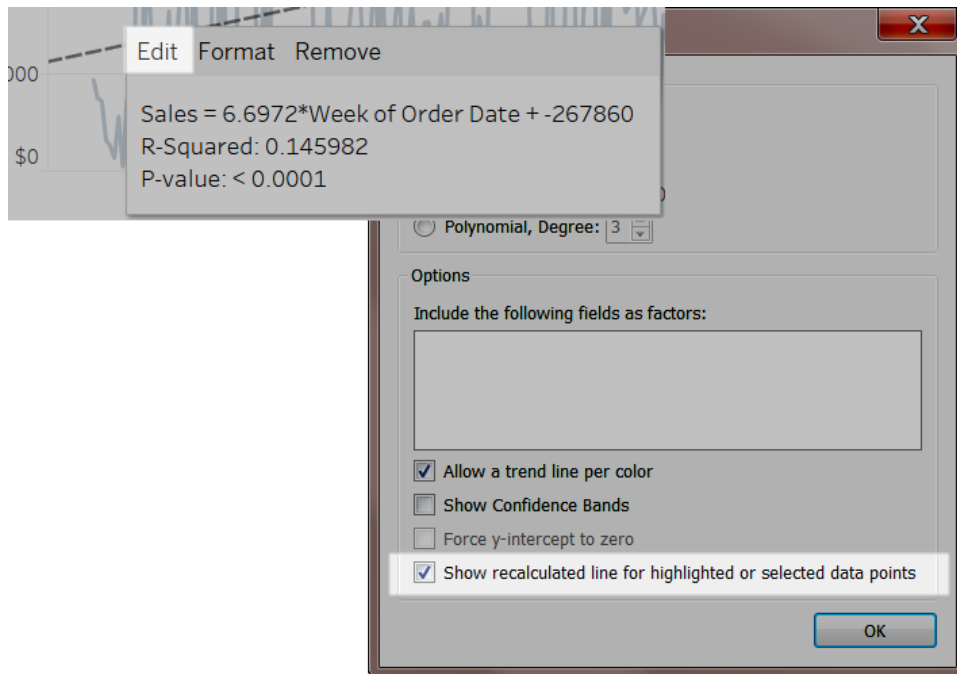 Edit Format Remove
000
Sales = 6.6972*Week of Order Date + -267860
R-Squared: 0.145982
$0
P-value: < 0.0001
Polynomial, Degree: 3
Options
Include the following fields as factors:
Allow a trend line per color
Show Confidence Bands
Force y-intercept to zero
Show recalculated line for highlighted or selected data points
OK